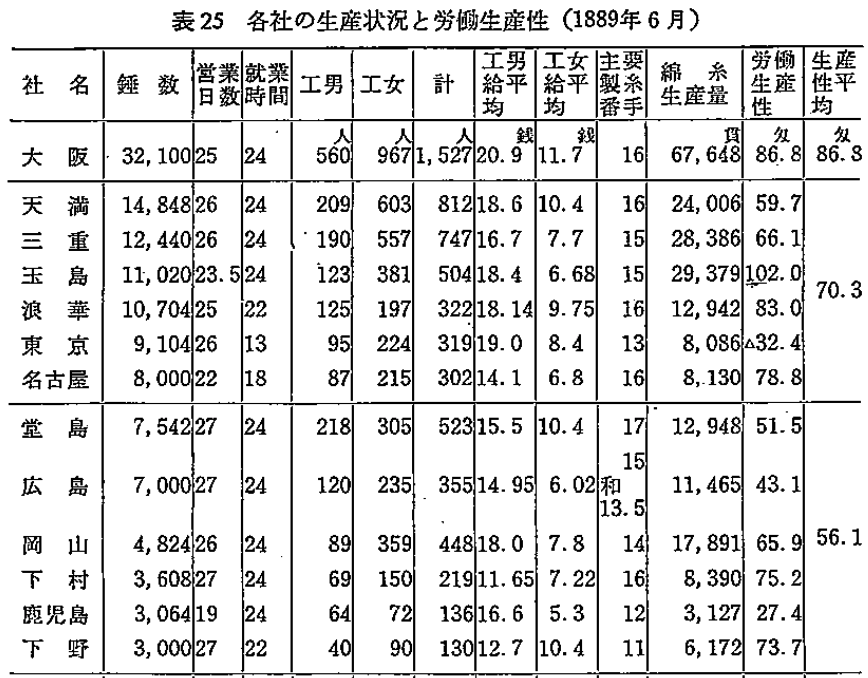 表25 各社の生産状況と労働生産性(1889年6月)
社名 錘数 営業日数 就業時間 工男 工女 計 工男給平均 工女給平均 主要製糸番手 綿糸生産量 労働生産性 生産性平均
人 人 人 銭 銭 貫 匁 匁
大阪 32,100 25 24 560 967 1,527 20.9 11.7 16 67,648 86.8 86.8
天満 14,848 26 24 209 603 812 18.6 10.4 16 24,006 59.7
三重 12,440 26 24 190 557 747 16.7 7.7 15 28,386 66.1
玉島 11,020 23.5 24 123 381 504 18.4 6.68 15 29,379 102.0
70.3
浪華 10,704 25 22 125 197 322 18.14 9.75 16 12,942 83.0
東京 9,104 26 13 95 224 319 19.0 8.4 13 8,086 △32.4
名古屋 8,000 22 18 87 215 302 14.1 6.8 16 8,130 78.8
堂島 7,542 27 24 218 305 523 15.5 10.4 17 12,948 51.5
広島 7,000 27 24 120 235 355 14.95 6.02 15和13.5 11,465 43.1
岡山 4,824 26 24 89 359 448 18.0 7.8 14 17,891 65.9 56.1
下村 3,608 27 24 69 150 219 11.65 7.22 16 8,390 75.2
鹿児島 3,064 19 24 64 72 136 16.6 5.3 12 3,127 27.4
下野 3,000 27 22 40 90 130 12.7 10.4 11 6,172 73.7